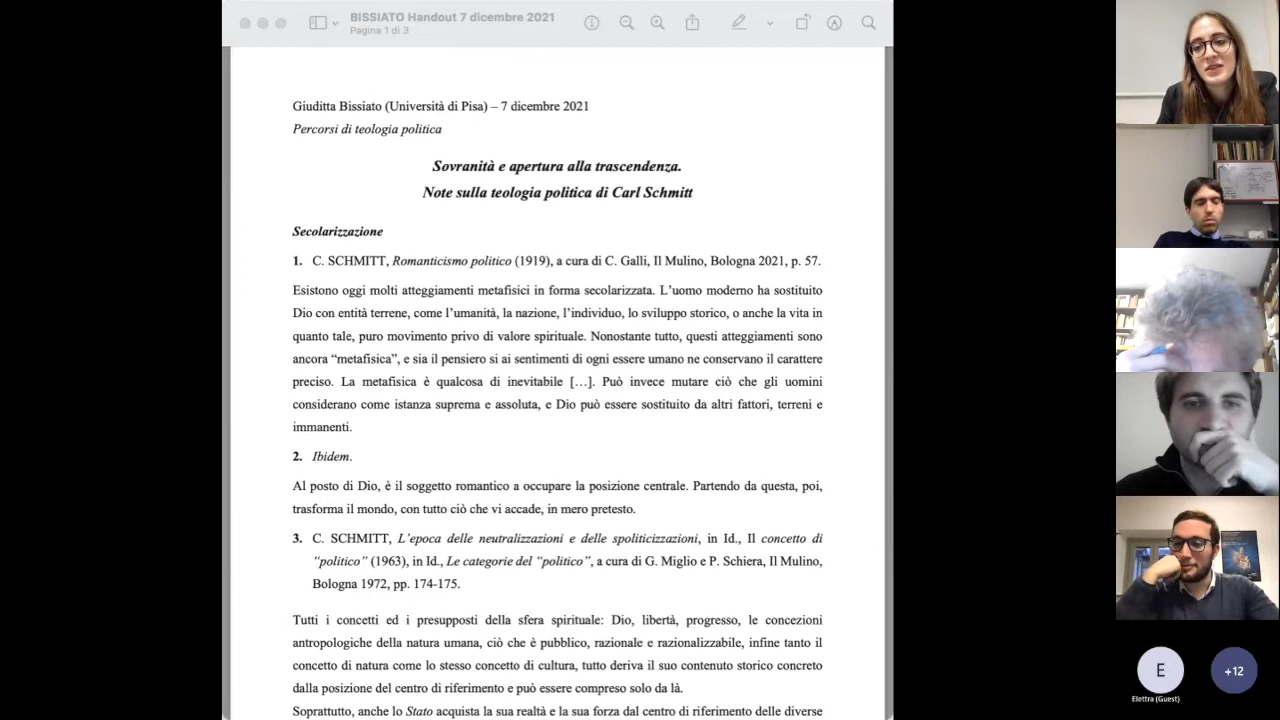 BISSIATO Handout 7 dicembre 2021
Pagina 1 di 3
Giuditta Bissiato (Università di Pisa) – 7 dicembre 2021
Percorsi di teologia politica
Sovranità e apertura alla trascendenza.
Note sulla teologia politica di Carl Schmitt
Secolarizzazione
1. C. SCHMITT, Romanticismo politico (1919), a cura di C. Galli, Il Mulino, Bologna 2021, p. 57.
Esistono oggi molti atteggiamenti metafisici in forma secolarizzata. L’uomo moderno ha sostituito
Dio con entità terrene, come l’umanità, la nazione, l’individuo, lo sviluppo storico, o anche la vita in
quanto tale, puro movimento privo di valore spirituale. Nonostante tutto, questi atteggiamenti sono
ancora “metafisica”, e sia il pensiero si ai sentimenti di ogni essere umano ne conservano il carattere
preciso. La metafisica è qualcosa di inevitabile […]. Può invece mutare ciò che gli uomini
considerano come istanza suprema e assoluta, e Dio può essere sostituito da altri fattori, terreni e
immanenti.
2. Ibidem.
Al posto di Dio, è il soggetto romantico a occupare la posizione centrale. Partendo da questa, poi,
trasforma il mondo, con tutto ciò che vi accade, in mero pretesto.
3. C. SCHMITT, L’epoca delle neutralizzazioni e delle spoliticizzazioni, in Id., Il concetto di
“politico” (1963), in Id., Le categorie del “politico”, a cura di G. Miglio e P. Schiera, Il Mulino,
Bologna 1972, pp. 174-175.
Tutti i concetti ed i presupposti della sfera spirituale: Dio, libertà, progresso, le concezioni
antropologiche della natura umana, ciò che è pubblico, razionale e razionalizzabile, infine tanto il
concetto di natura come lo stesso concetto di cultura, tutto deriva il suo contenuto storico concreto
dalla posizione del centro di riferimento e può essere compreso solo da là.
Soprattutto, anche lo Stato acquista la sua realtà e la sua forza dal centro di riferimento delle diverse
E
Elettra (Guest)
+12